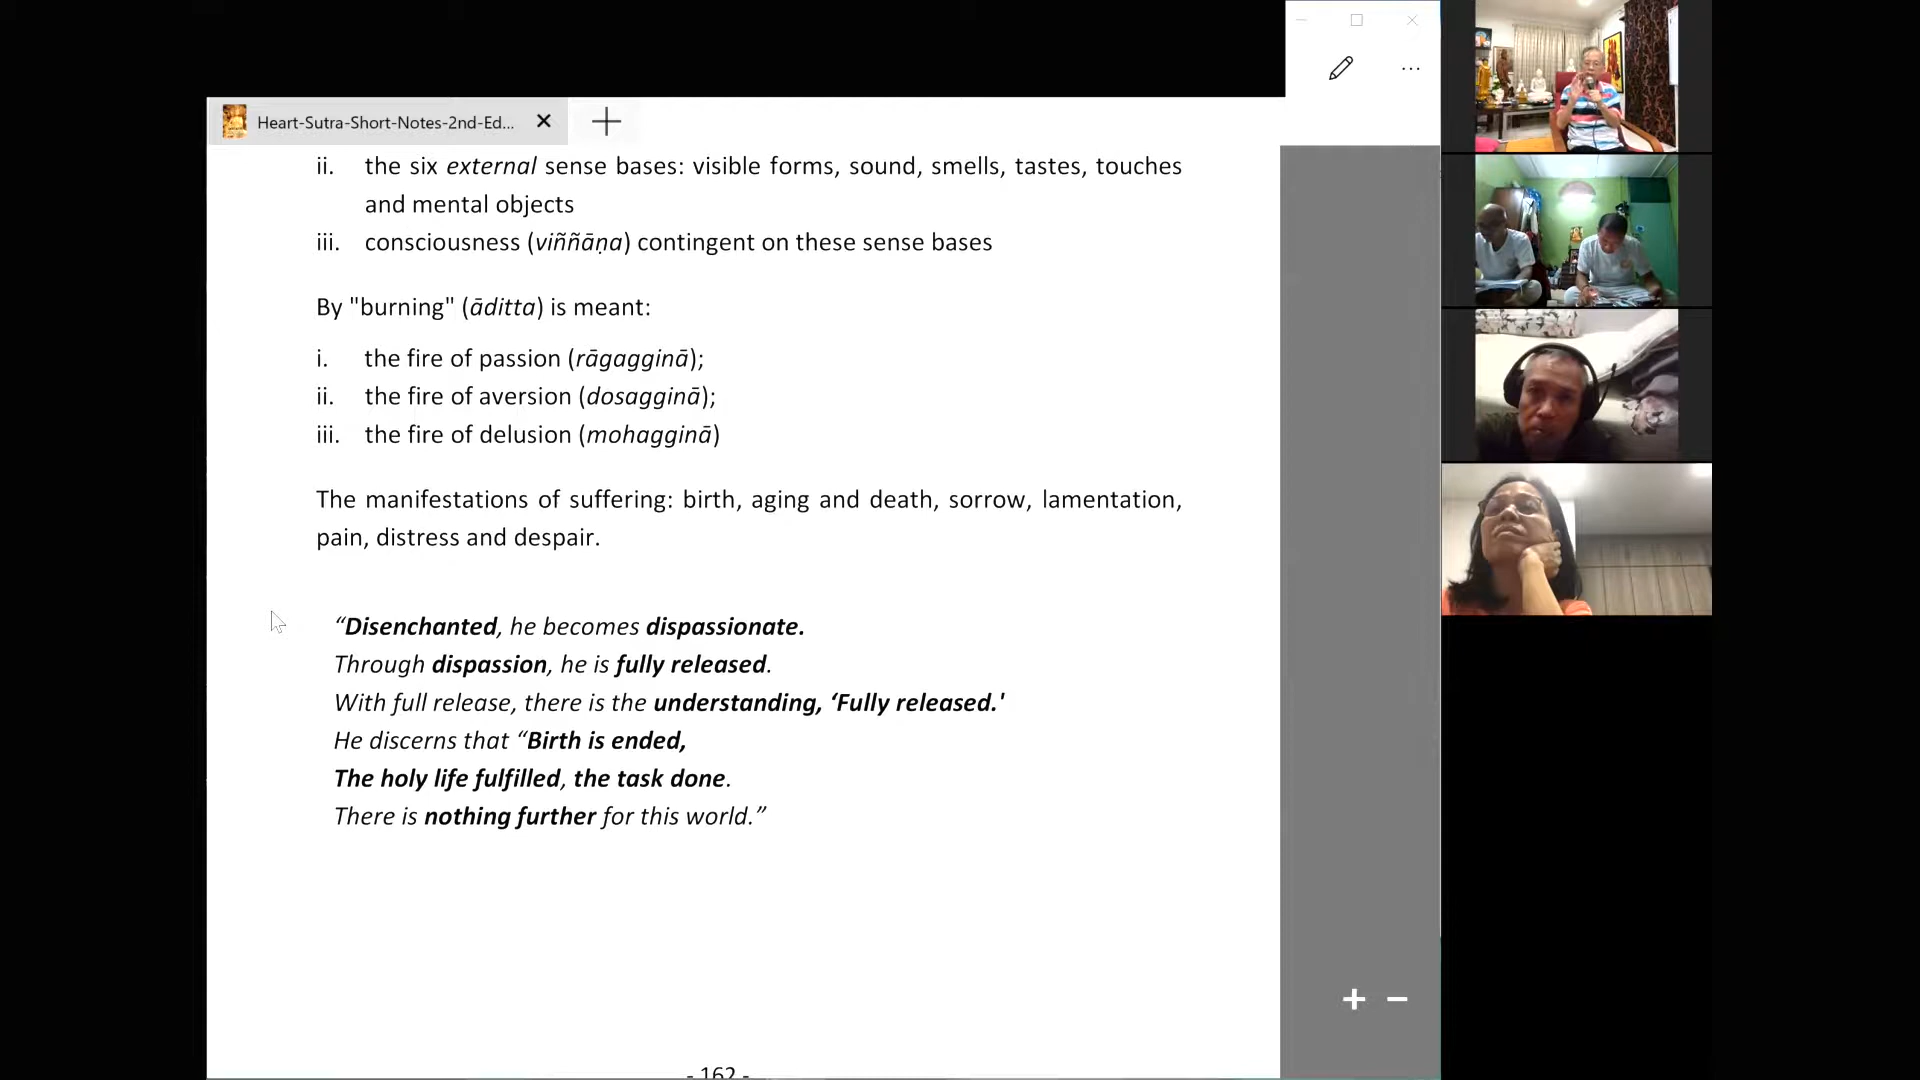 Heart-Sutra-Short-Notes-2nd-Ed...
ii. the six external sense bases: visible forms, sound, smells, tastes, touches
and mental objects
iii. consciousness (viññāṇa) contingent on these sense bases
By "burning" (āditta) is meant:
i. the fire of passion (rāgagginā);
ii. the fire of aversion (dosagginā);
iii. the fire of delusion (mohagginā)
The manifestations of suffering: birth, aging and death, sorrow, lamentation,
pain, distress and despair.
“Disenchanted, he becomes dispassionate.
Through dispassion, he is fully released.
With full release, there is the understanding, ‘Fully released.'
He discerns that “Birth is ended,
The holy life fulfilled, the task done.
There is nothing further for this world.”
- 162 -